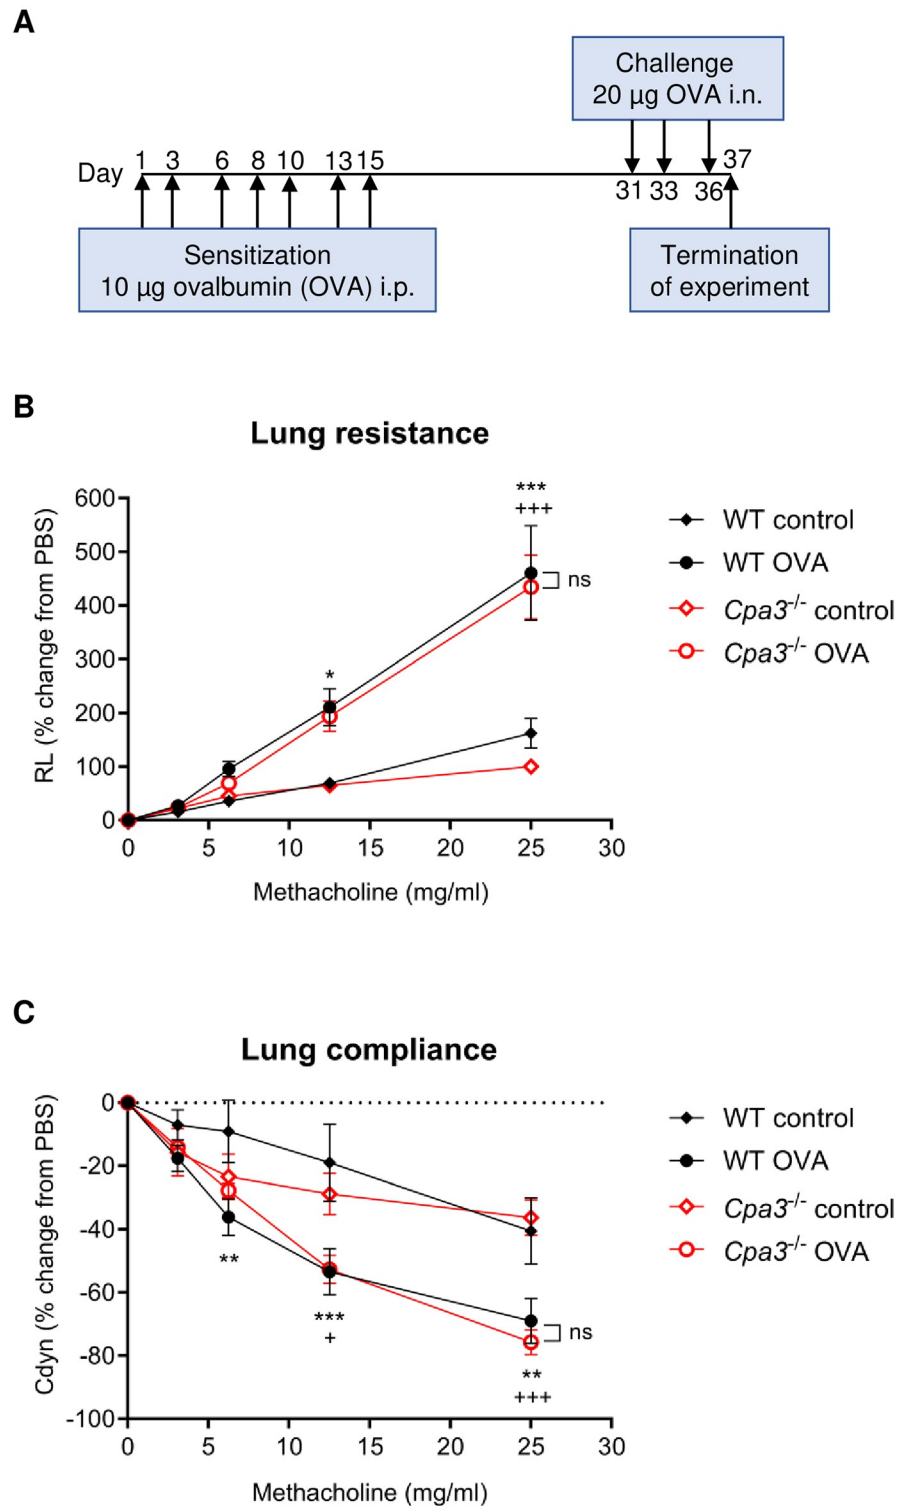 A
Challenge
20 µg OVA i.n.
Day 1 3 6 8 10 13 15 37
31 33 36
Sensitization
10 µg ovalbumin (OVA) i.p.
Termination
of experiment
B
Lung resistance
RL (% change from PBS)
600
500
400
300
200
100
0
0 5 10 15 20 25 30
Methacholine (mg/ml)
*
***
+++
ns
WT control
WT OVA
Cpa3-/- control
Cpa3-/- OVA
C
Lung compliance
Cdyn (% change from PBS)
0
-20
-40
-60
-80
-100
0 5 10 15 20 25 30
Methacholine (mg/ml)
**
***
+
ns
**
+++
WT control
WT OVA
Cpa3-/- control
Cpa3-/- OVA